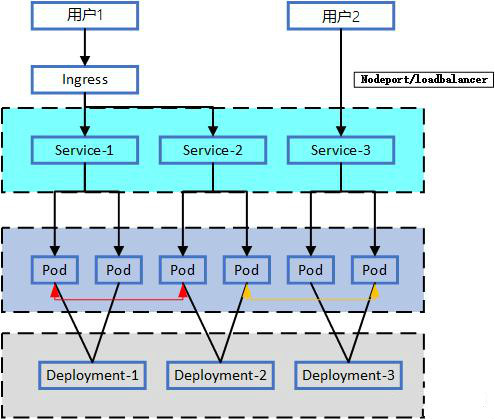 用户1
用户2
Ingress
Nodeport/loadbalancer
Service-1
Service-2
Service-3
Pod
Pod
Pod
Pod
Pod
Pod
Deployment-1
Deployment-2
Deployment-3